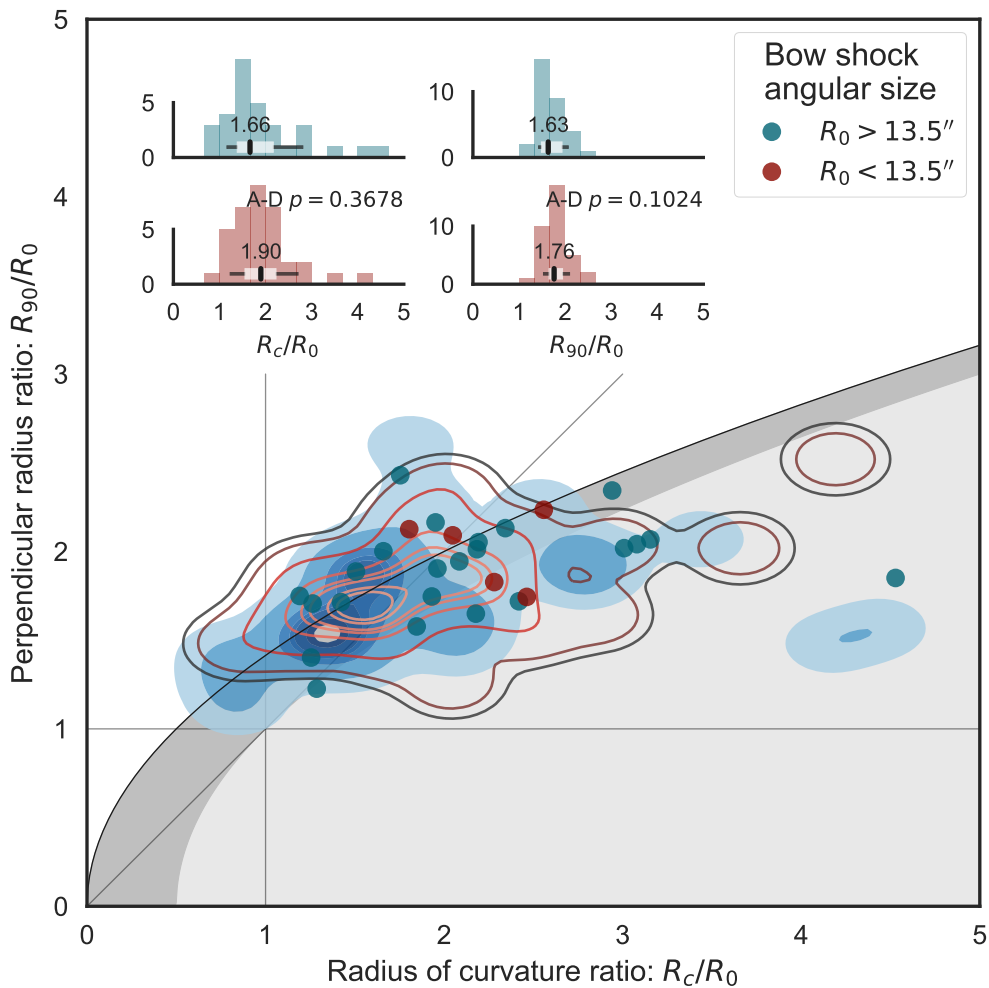 5
4
3
2
1
0
0
1
2
3
4
5
Perpendicular radius ratio: R₉₀/R₀
Radius of curvature ratio: R_c/R₀
5
0
1.66
10
0
1.63
A-D p = 0.3678
5
0
1.90
0 1 2 3 4 5
R_c/R₀
A-D p = 0.1024
10
0
1.76
0 1 2 3 4 5
R₉₀/R₀
Bow shock
angular size
R₀ > 13.5″
R₀ < 13.5″